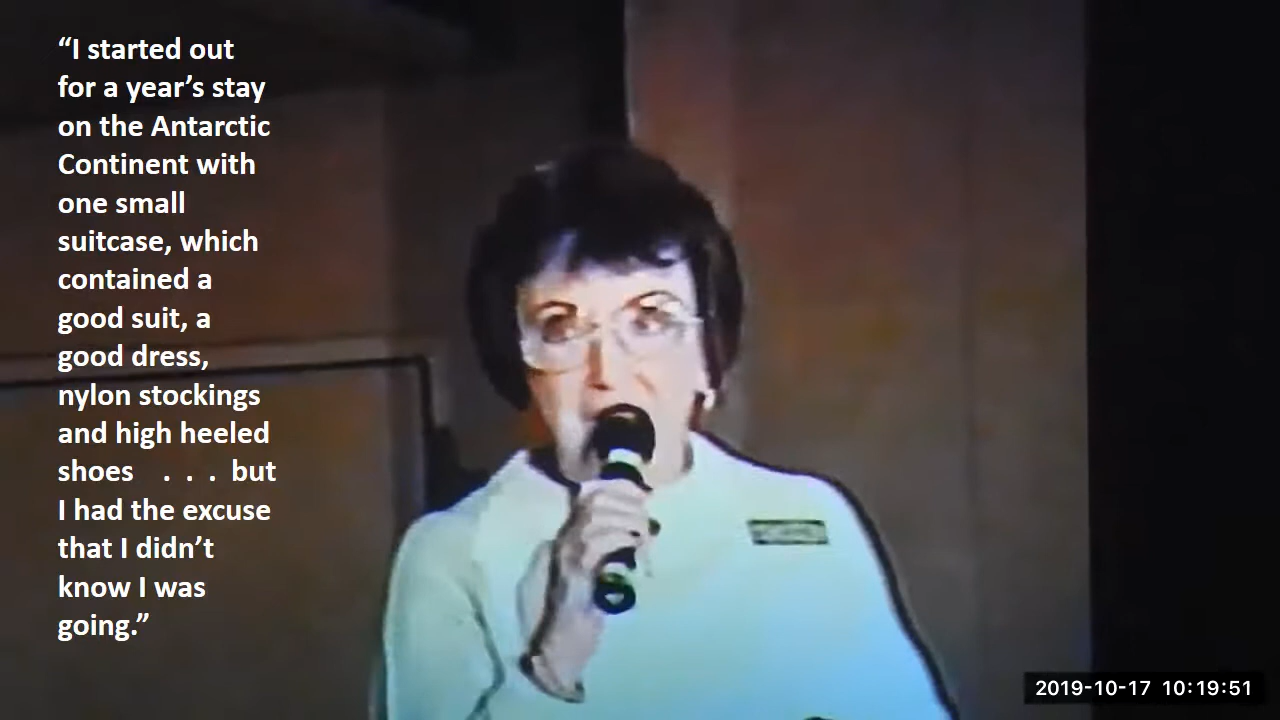 “I started out
for a year’s stay
on the Antarctic
Continent with
one small
suitcase, which
contained a
good suit, a
good dress,
nylon stockings
and high heeled
shoes . . . but
I had the excuse
that I didn’t
know I was
going.”
2019-10-17 10:19:51